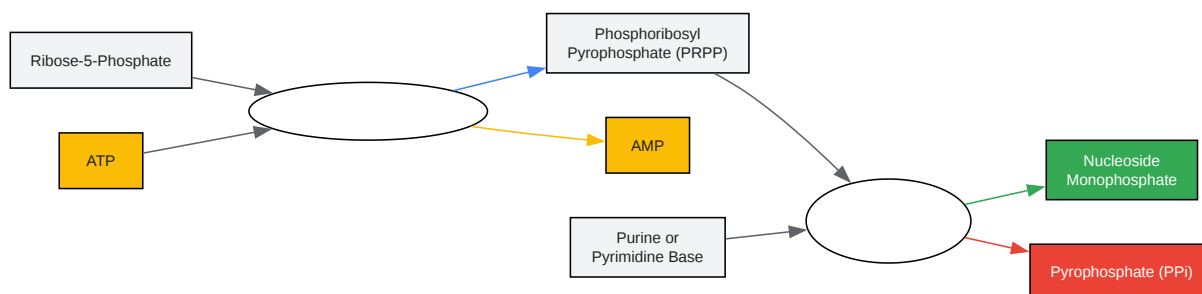 Ribose-5-Phosphate
ATP
Phosphoribosyl
Pyrophosphate (PRPP)
AMP
Purine or
Pyrimidine Base
Nucleoside
Monophosphate
Pyrophosphate (PPi)